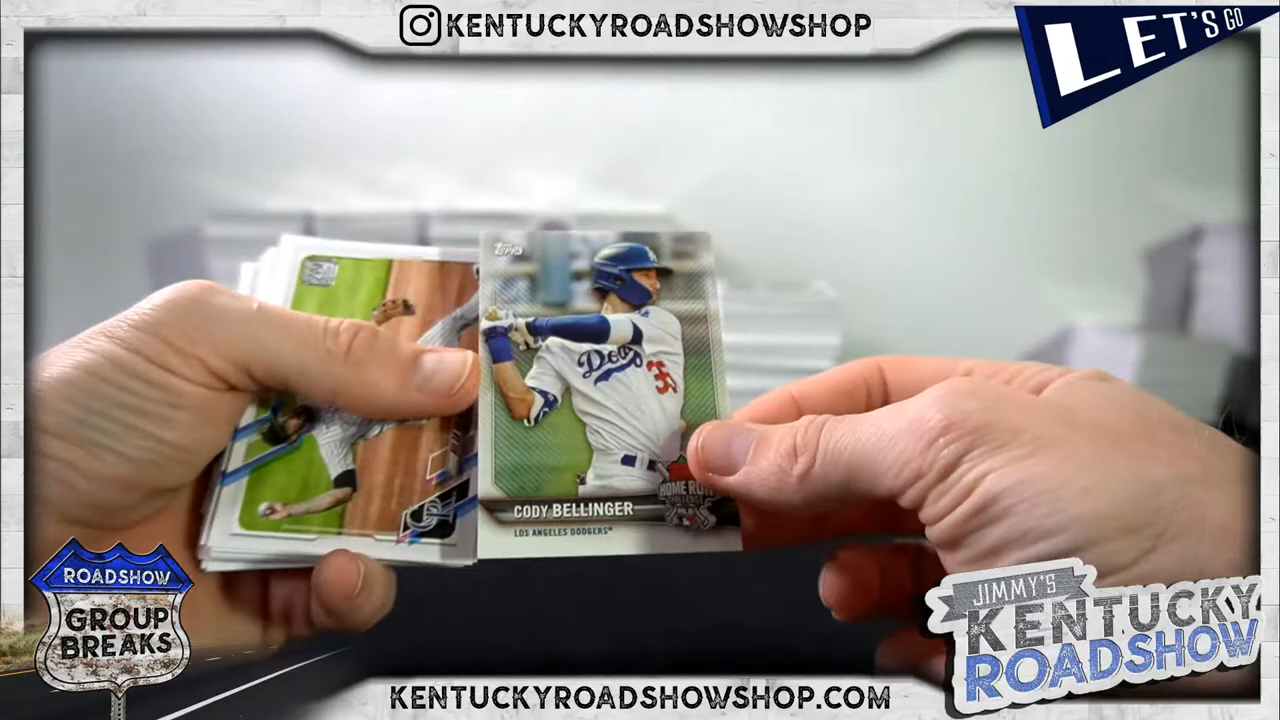 KENTUCKYROADSHOWSHOP
LET'S GO
TOPPS
Dodg
35
HOME RUN
CHALLENGE
CODY BELLINGER
LOS ANGELES DODGERS
ROADSHOW
GROUP
BREAKS
JIMMY'S
KENTUCKY
ROADSHOW
KENTUCKYROADSHOWSHOP.COM